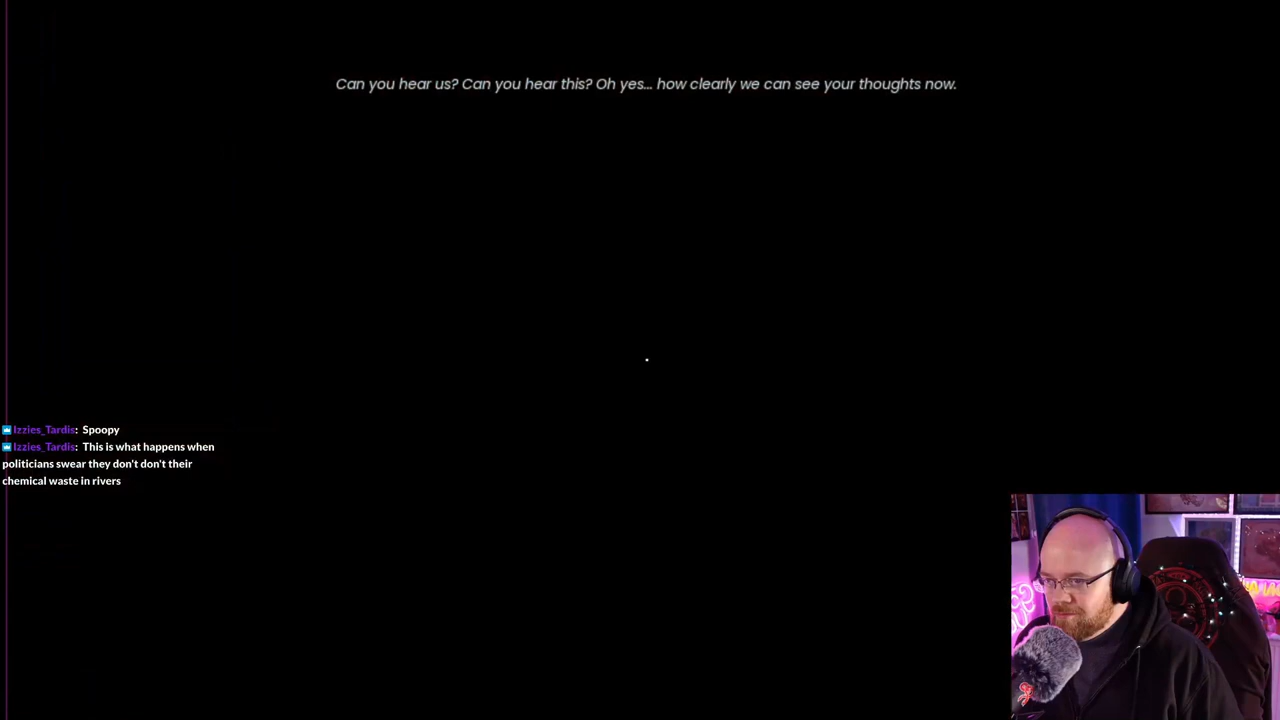 Can you hear us? Can you hear this? Oh yes... how clearly we can see your thoughts now.
Izzies_Tardis: Spoopy
Izzies_Tardis: This is what happens when
politicians swear they don't don't their
chemical waste in rivers